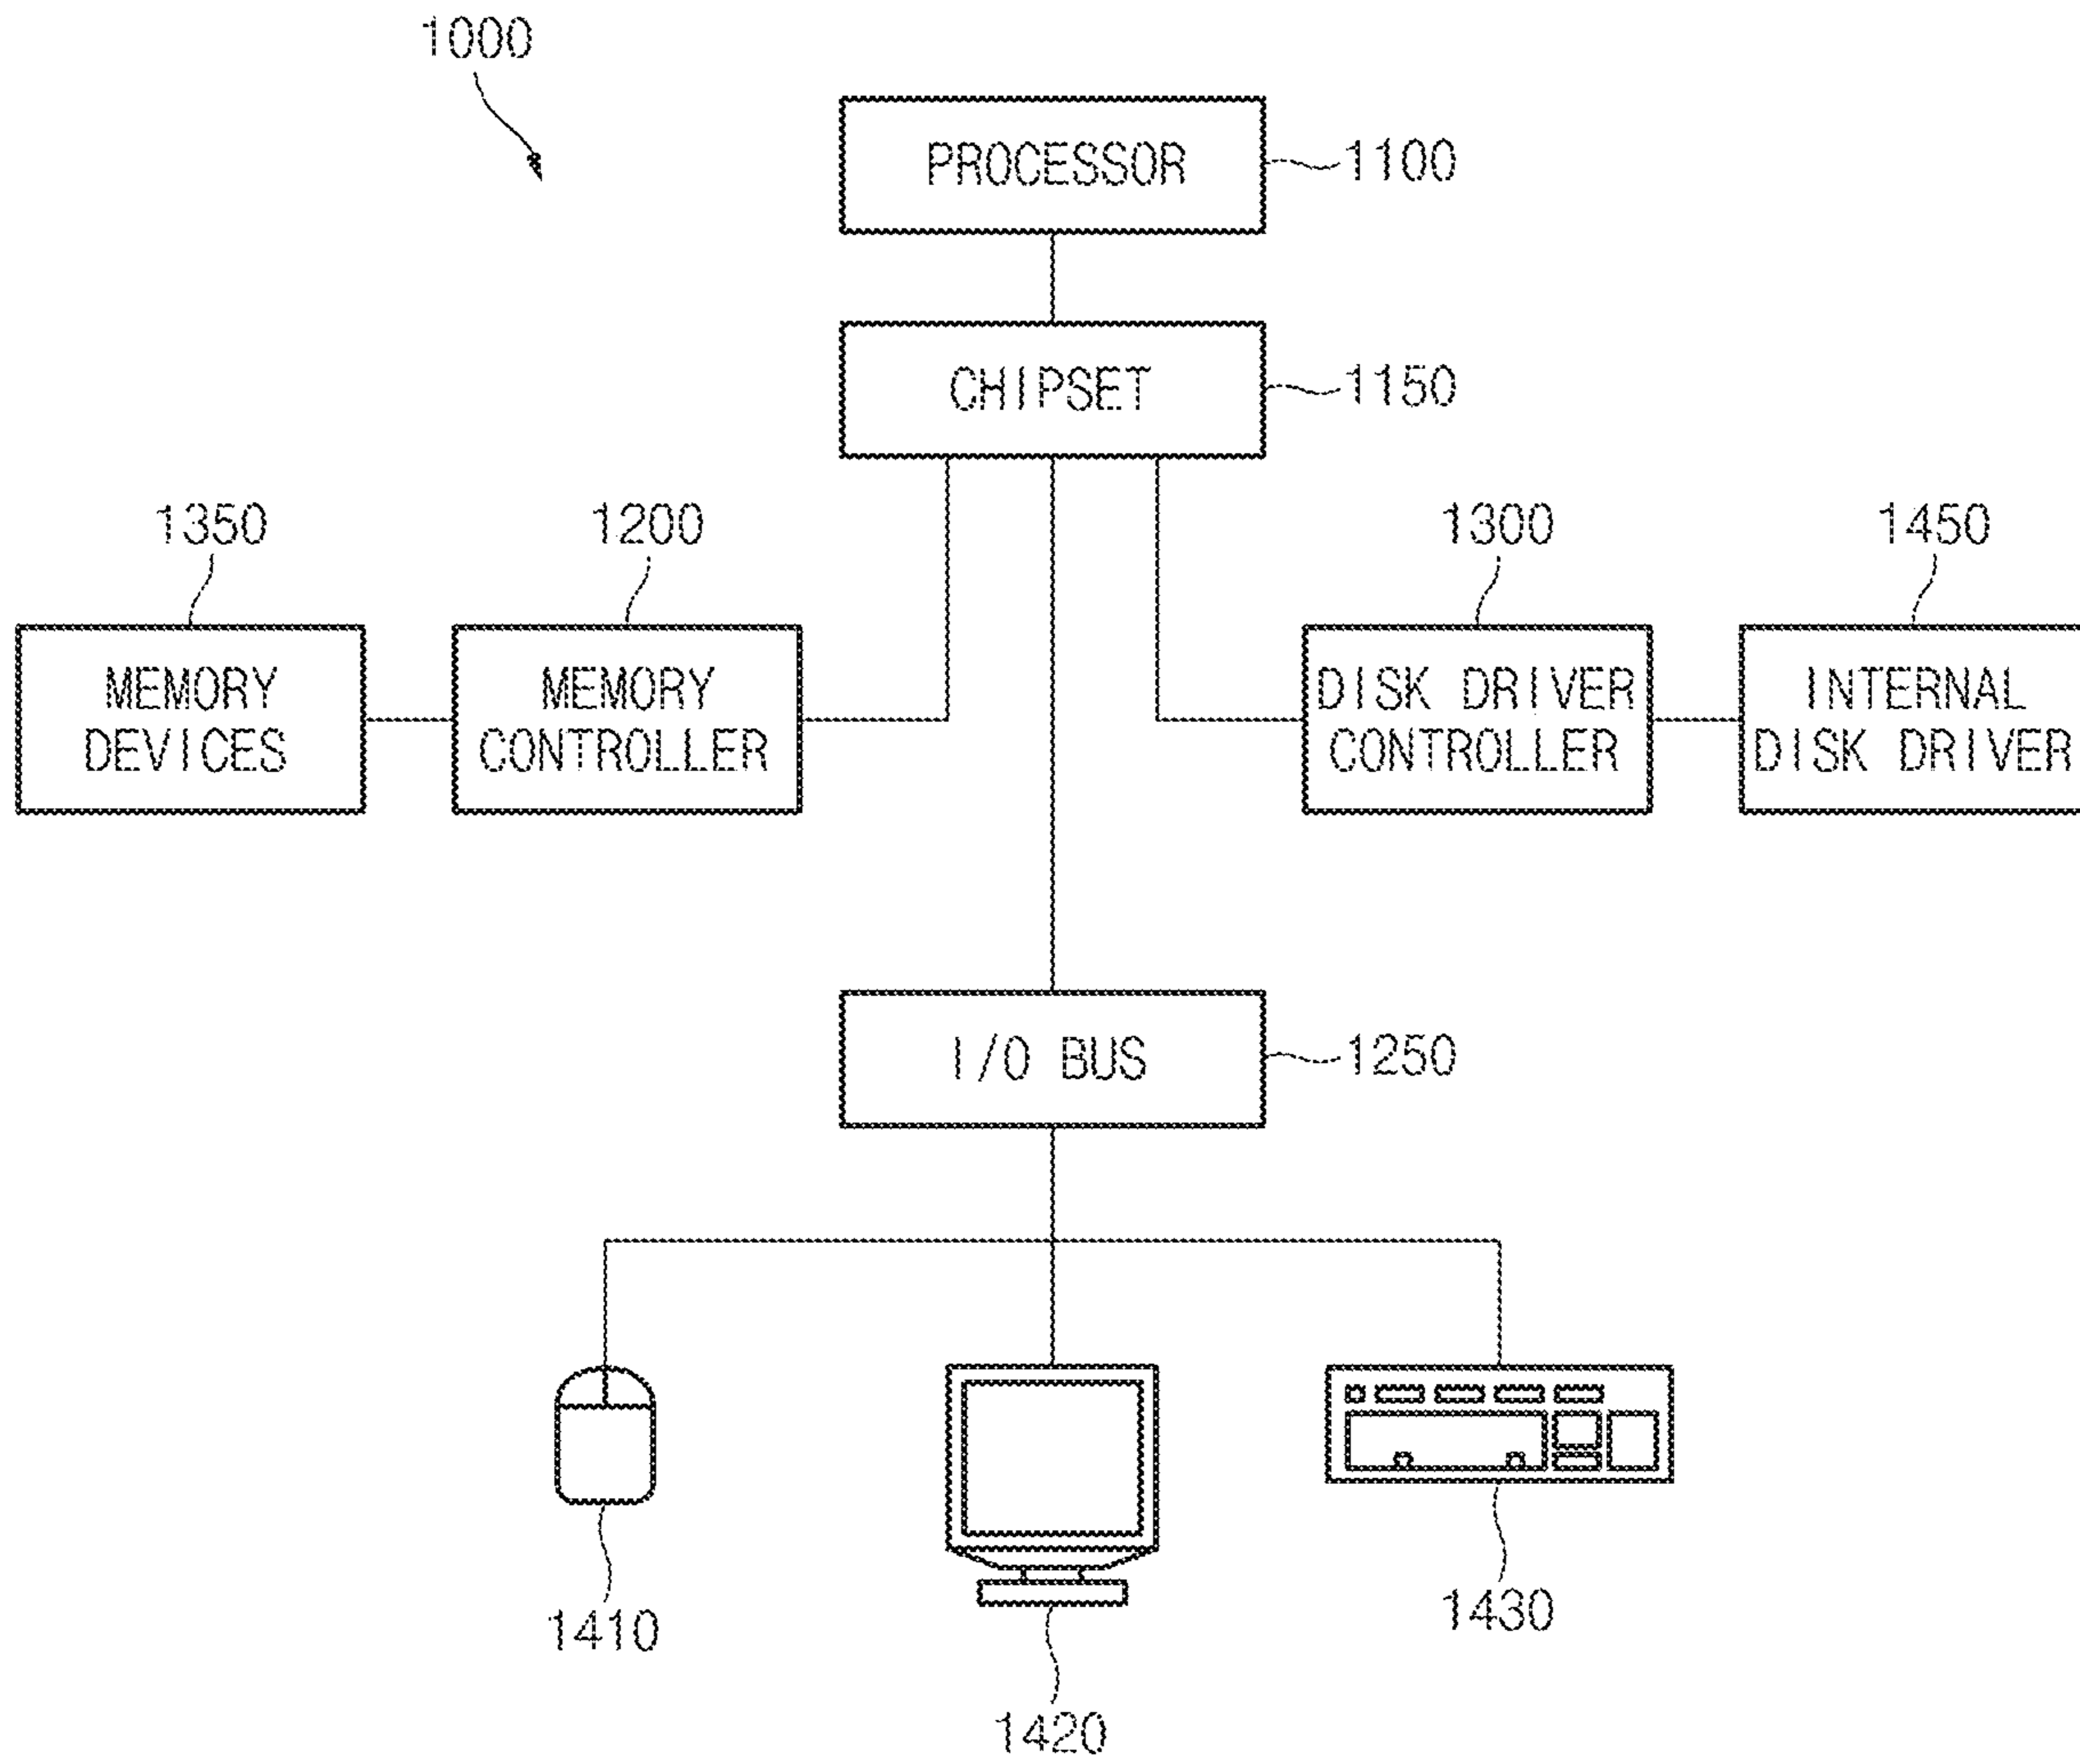 1000
PROCESSOR
1100
CHIPSET
1150
1350
1200
1300
1450
MEMORY
DEVICES
MEMORY
CONTROLLER
DISK DRIVER
CONTROLLER
INTERNAL
DISK DRIVER
I/O BUS
1250
1410
1420
1430